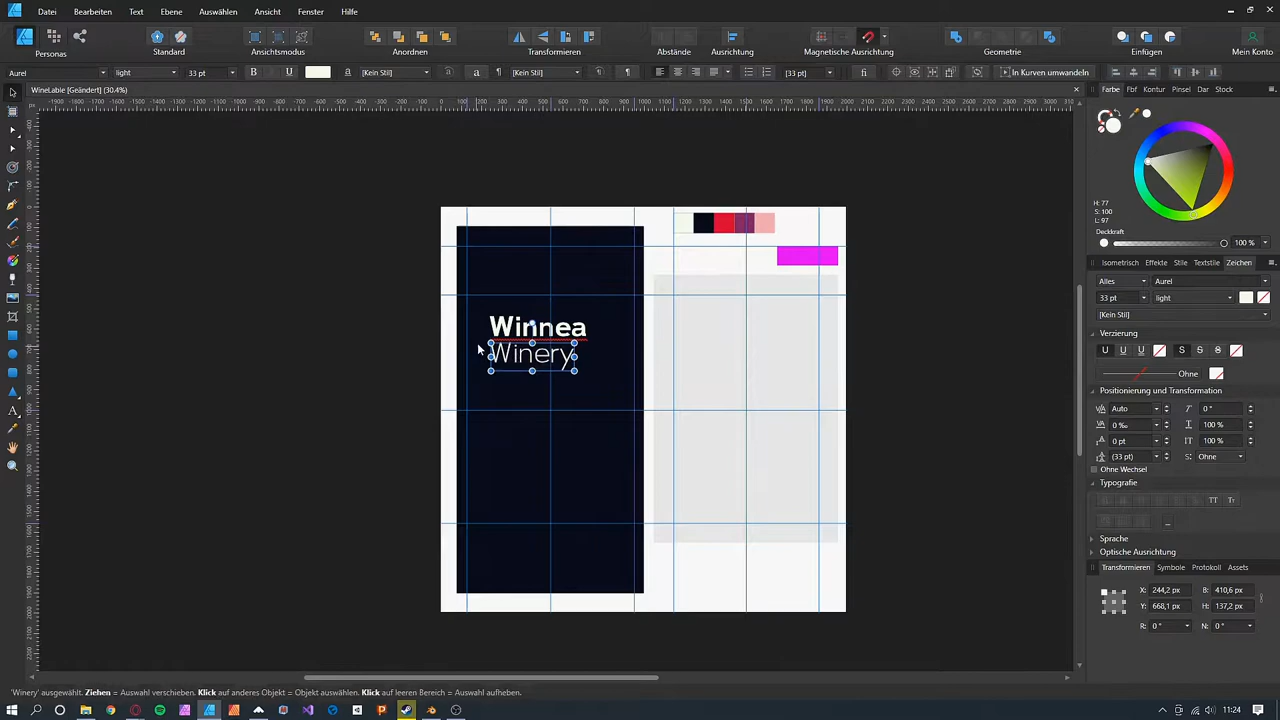 Datei Bearbeiten Text Ebene Auswählen Ansicht Fenster Hilfe
Personas Standard Ansichtsmodus Anordnen Transformieren Abstände Ausrichtung Magnetische Ausrichtung Geometrie Einfügen Mein Konto
Aurel light 33 pt B I U a [Kein Stil] a ¶ [Kein Stil] [33 pt] fi In Kurven umwandeln
WineLable [Geändert] (30.4%)
Farbe Fbf Kontur Pinsel Dar Stock
H: 77
S: 100
L: 97
Deckkraft
100 %
Isometrisch Effekte Stile Textstile Zeichen
Alles Aurel
33 pt light
[Kein Stil]
Verzierung
U U U S S S
Ohne
Positionierung und Transformation
Auto 0 °
0 ‰ 100 %
0 pt 100 %
(33 pt) Ohne
Ohne Wechsel
Typografie
Sprache
Optische Ausrichtung
Transformieren Symbole Protokoll Assets
X: 244,2 px B: 410,6 px
Y: 668,1 px H: 137,2 px
R: 0 ° N: 0 °
Winnea
Winery
'Winery' ausgewählt. Ziehen = Auswahl verschieben. Klick auf anderes Objekt = Objekt auswählen. Klick auf leeren Bereich = Auswahl aufheben.
11:24